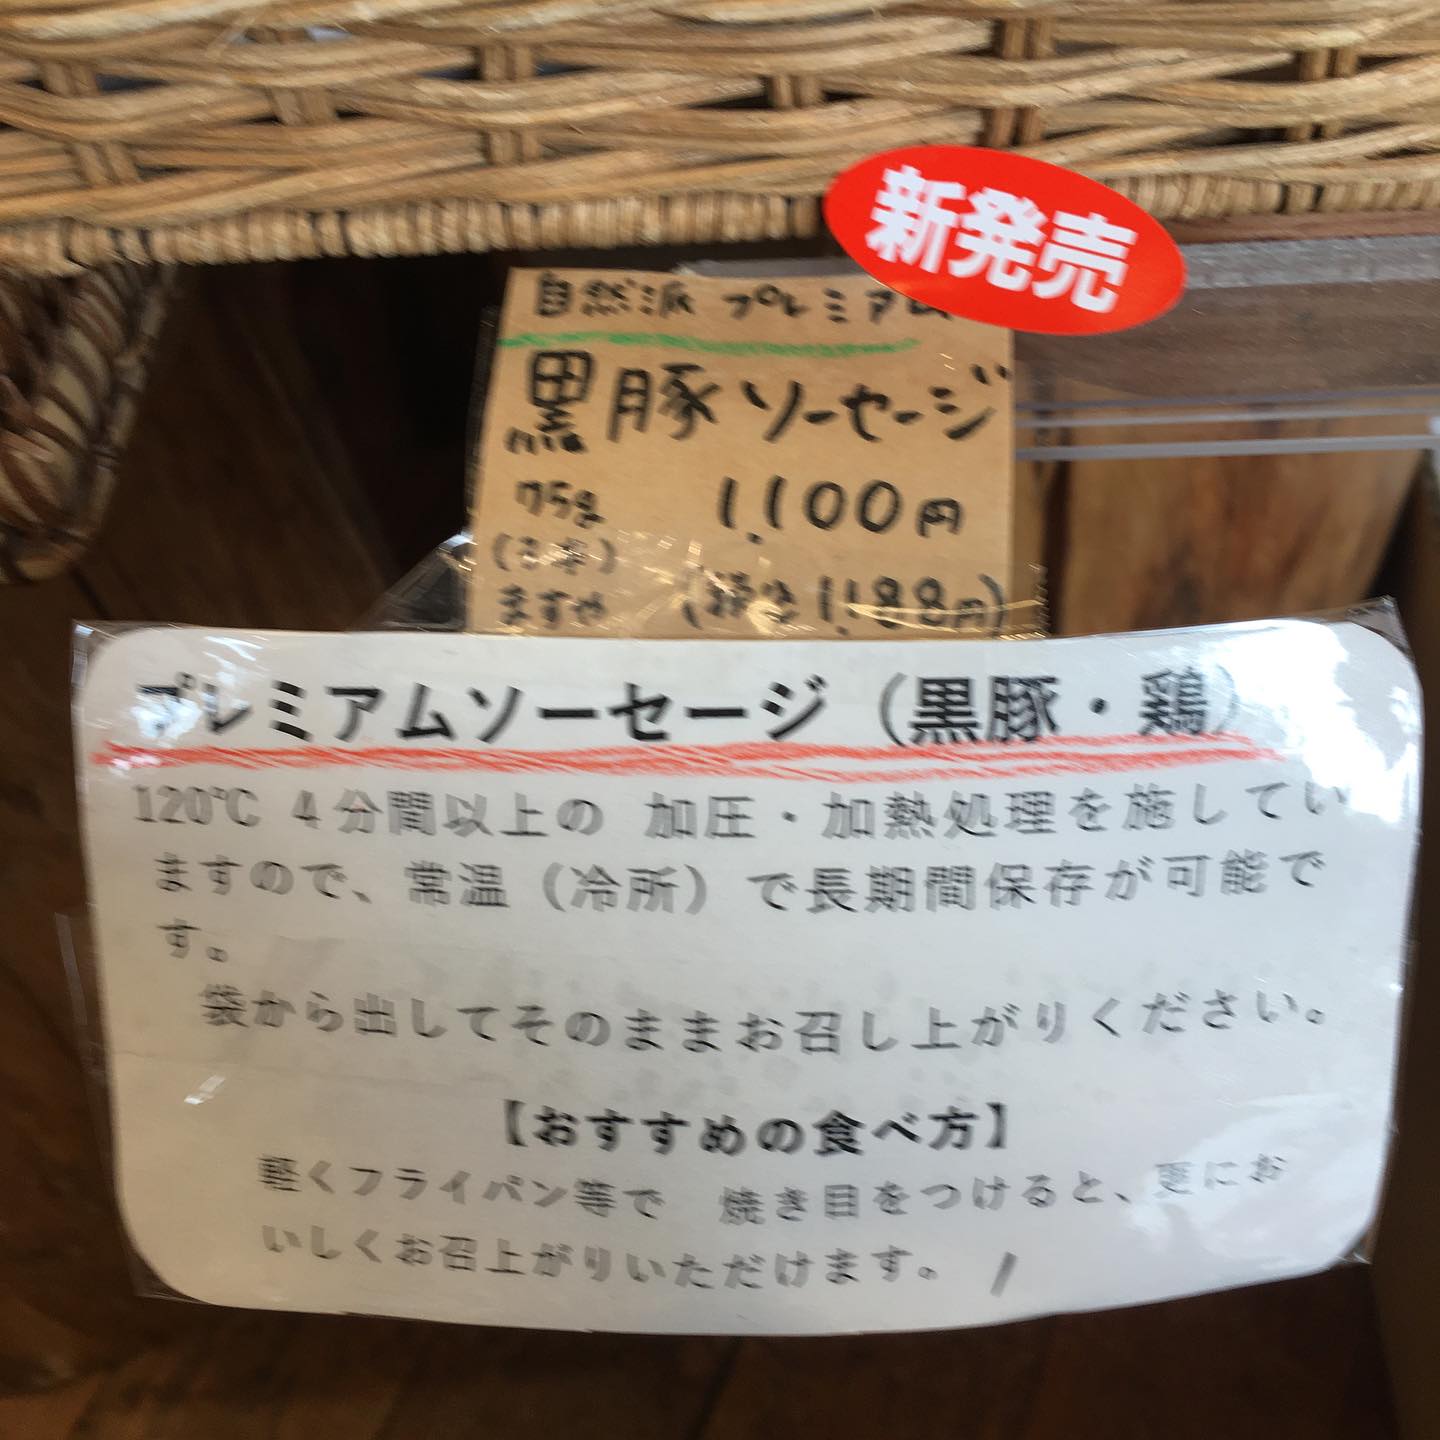 新発売
自然派 プレミアム
黒豚ソーセージ
75g 1,100円
(3本)
ますや (税込 1,188円)
プレミアムソーセージ（黒豚・鶏）
120℃ 4分間以上の 加圧・加熱処理を施してい
ますので、常温（冷所）で長期間保存が可能で
す。
袋から出してそのままお召し上がりください。
【おすすめの食べ方】
軽くフライパン等で 焼き目をつけると、更にお
いしくお召上がりいただけます。